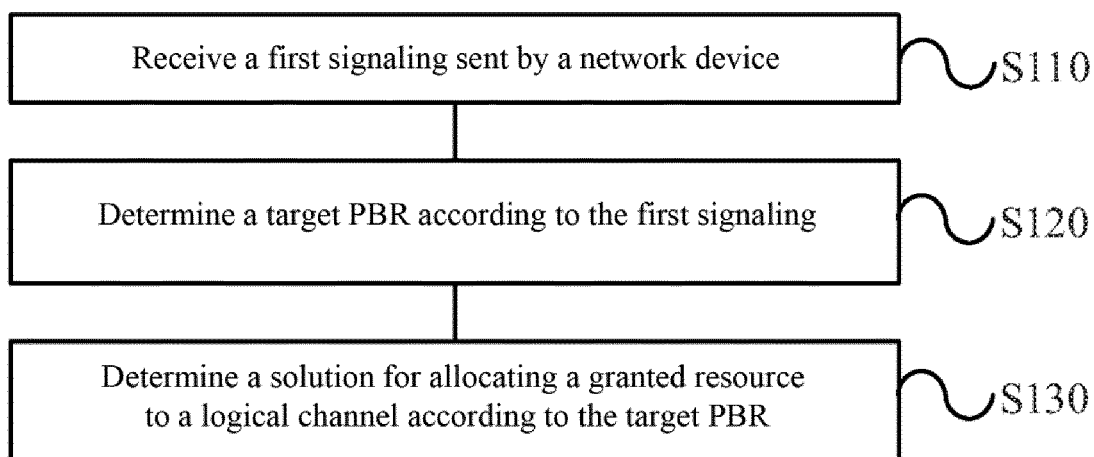 Receive a first signaling sent by a network device
S110
Determine a target PBR according to the first signaling
S120
Determine a solution for allocating a granted resource
to a logical channel according to the target PBR
S130